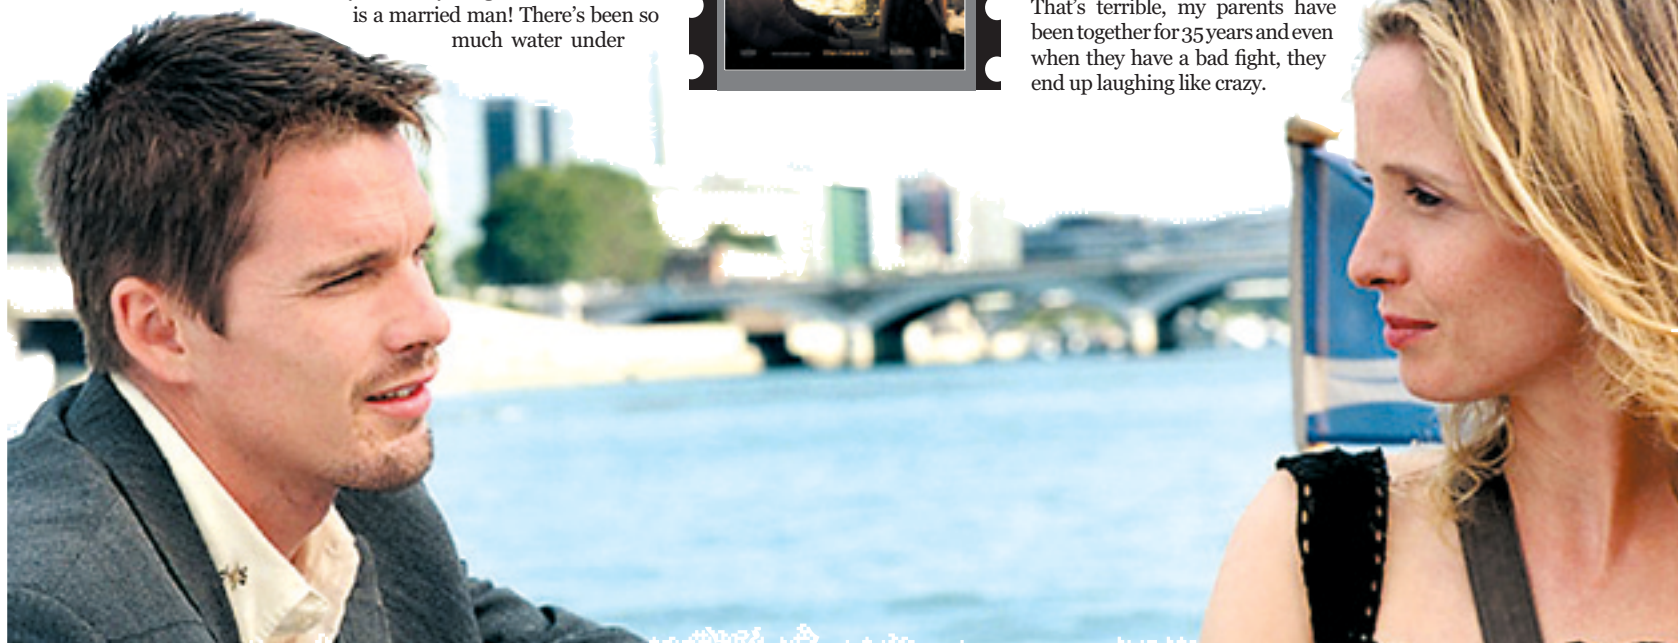 is a married man! There’s been so
much water under
That’s terrible, my parents have
been together for 35 years and even
when they have a bad fight, they
end up laughing like crazy.